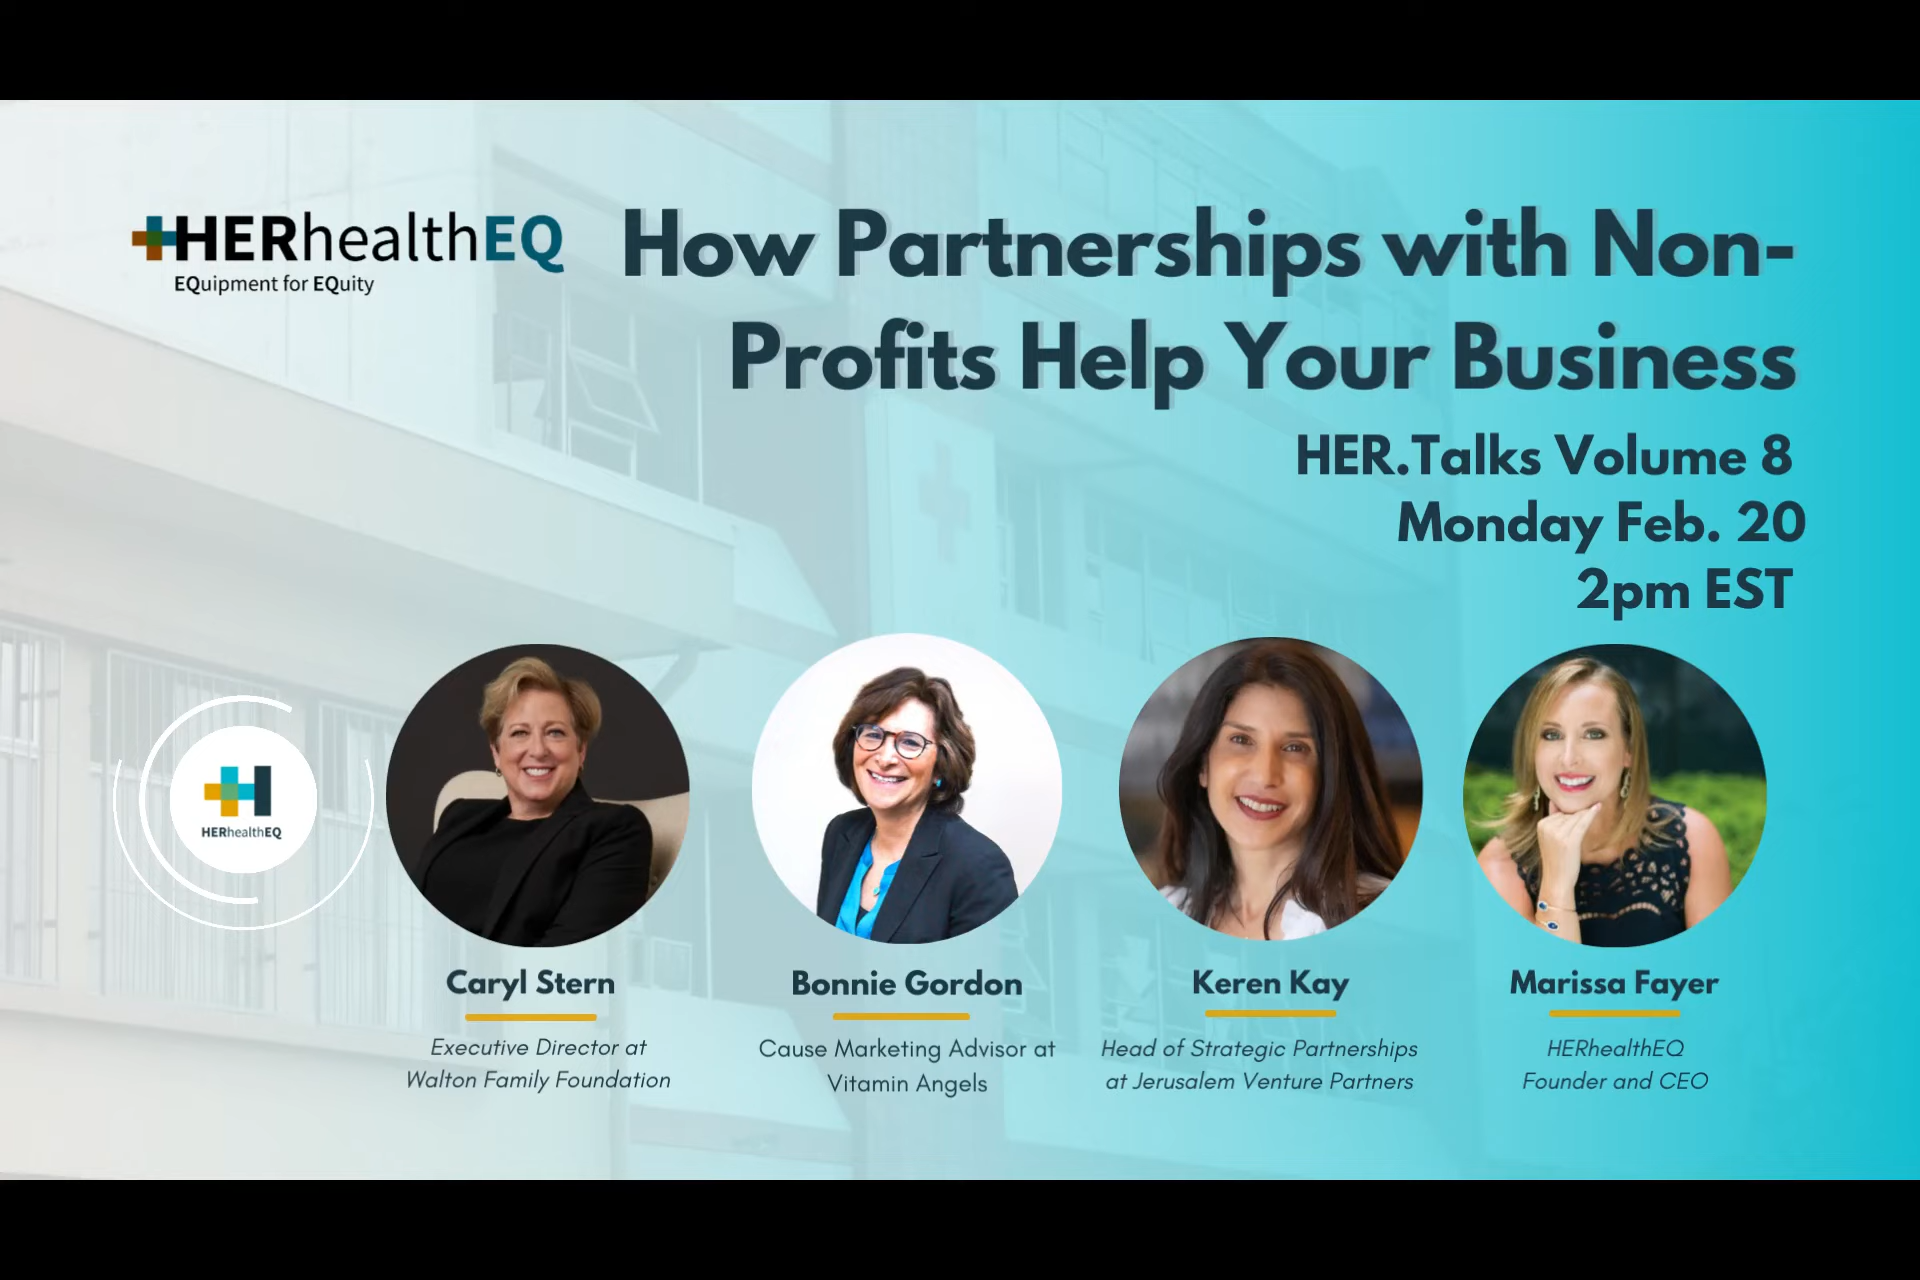 HERhealthEQ
EQuipment for EQuity
How Partnerships with Non-
Profits Help Your Business
HER.Talks Volume 8
Monday Feb. 20
2pm EST
HERhealthEQ
Caryl Stern
Executive Director at
Walton Family Foundation
Bonnie Gordon
Cause Marketing Advisor at
Vitamin Angels
Keren Kay
Head of Strategic Partnerships
at Jerusalem Venture Partners
Marissa Fayer
HERhealthEQ
Founder and CEO